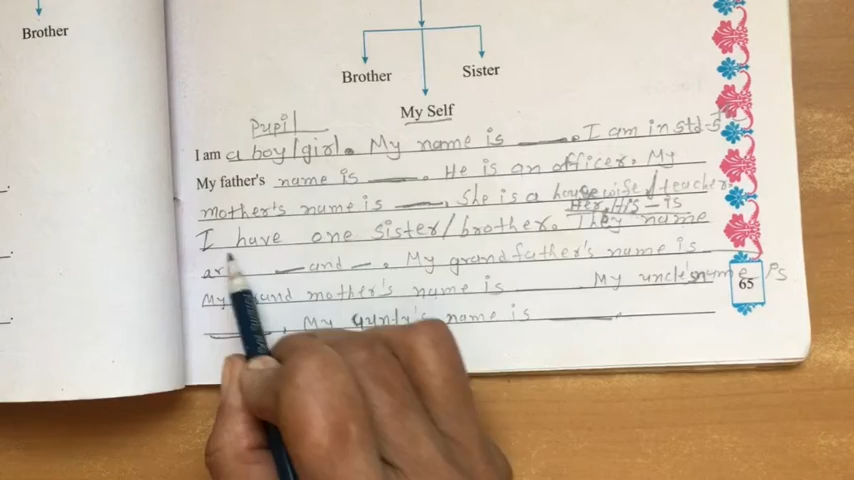 Brother
Brother
Sister
My Self
Pupil
I am a boy/girl. My name is ___. I am in std-5
My father's name is ___. He is an officer. My
mother's name is ___. She is a housewife/teacher.
Her, His - is
I have one sister/brother. They name
are ___ and ___. My grandfather's name is
My grand mother's name is ___ My uncle's name is
___. My aunty's name is ___.
65